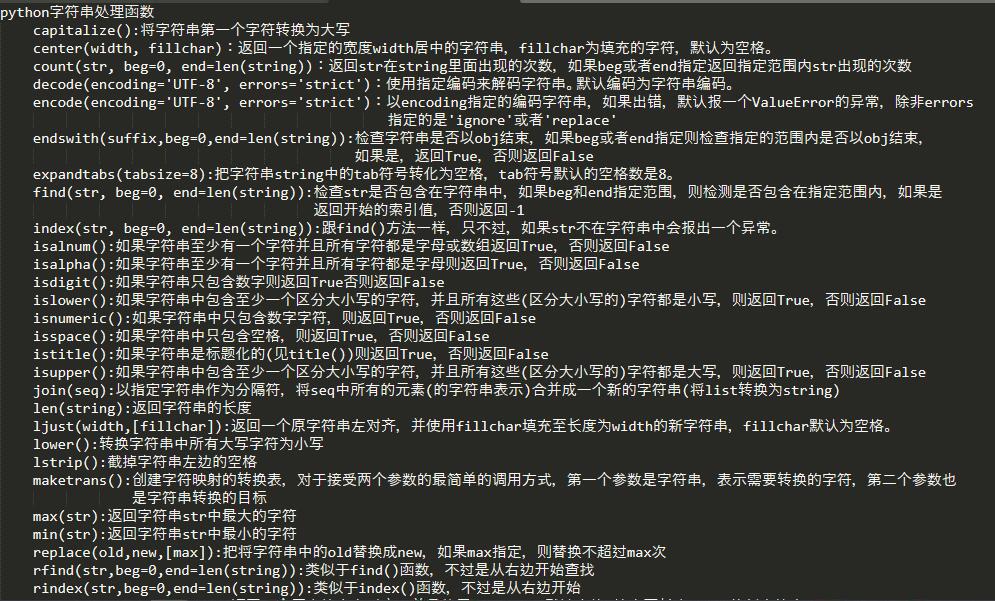 python字符串处理函数
capitalize():将字符串第一个字符转换为大写
center(width, fillchar)：返回一个指定的宽度width居中的字符串，fillchar为填充的字符，默认为空格。
count(str, beg=0, end=len(string))：返回str在string里面出现的次数，如果beg或者end指定返回指定范围内str出现的次数
decode(encoding='UTF-8', errors='strict')：使用指定编码来解码字符串。默认编码为字符串编码。
encode(encoding='UTF-8', errors='strict')：以encoding指定的编码字符串，如果出错，默认报一个ValueError的异常，除非errors
指定的是'ignore'或者'replace'
endswith(suffix,beg=0,end=len(string)):检查字符串是否以obj结束，如果beg或者end指定则检查指定的范围内是否以obj结束，
如果是，返回True，否则返回False
expandtabs(tabsize=8):把字符串string中的tab符号转化为空格，tab符号默认的空格数是8。
find(str, beg=0, end=len(string)):检查str是否包含在字符串中，如果beg和end指定范围，则检测是否包含在指定范围内，如果是
返回开始的索引值，否则返回-1
index(str, beg=0, end=len(string)):跟find()方法一样，只不过，如果str不在字符串中会报出一个异常。
isalnum():如果字符串至少有一个字符并且所有字符都是字母或数组返回True，否则返回False
isalpha():如果字符串至少有一个字符并且所有字符都是字母则返回True，否则返回False
isdigit():如果字符串只包含数字则返回True否则返回False
islower():如果字符串中包含至少一个区分大小写的字符，并且所有这些(区分大小写的)字符都是小写，则返回True，否则返回False
isnumeric():如果字符串中只包含数字字符，则返回True，否则返回False
isspace():如果字符串中只包含空格，则返回True，否则返回False
istitle():如果字符串是标题化的(见title())则返回True，否则返回False
isupper():如果字符串中包含至少一个区分大小写的字符，并且所有这些(区分大小写的)字符都是大写，则返回True，否则返回False
join(seq):以指定字符串作为分隔符，将seq中所有的元素(的字符串表示)合并成一个新的字符串(将list转换为string)
len(string):返回字符串的长度
ljust(width,[fillchar]):返回一个原字符串左对齐，并使用fillchar填充至长度为width的新字符串，fillchar默认为空格。
lower():转换字符串中所有大写字符为小写
lstrip():截掉字符串左边的空格
maketrans():创建字符映射的转换表，对于接受两个参数的最简单的调用方式，第一个参数是字符串，表示需要转换的字符，第二个参数也
是字符串转换的目标
max(str):返回字符串str中最大的字符
min(str):返回字符串str中最小的字符
replace(old,new,[max]):把将字符串中的old替换成new，如果max指定，则替换不超过max次
rfind(str,beg=0,end=len(string)):类似于find()函数，不过是从右边开始查找
rindex(str,beg=0,end=len(string)):类似于index()函数，不过是从右边开始